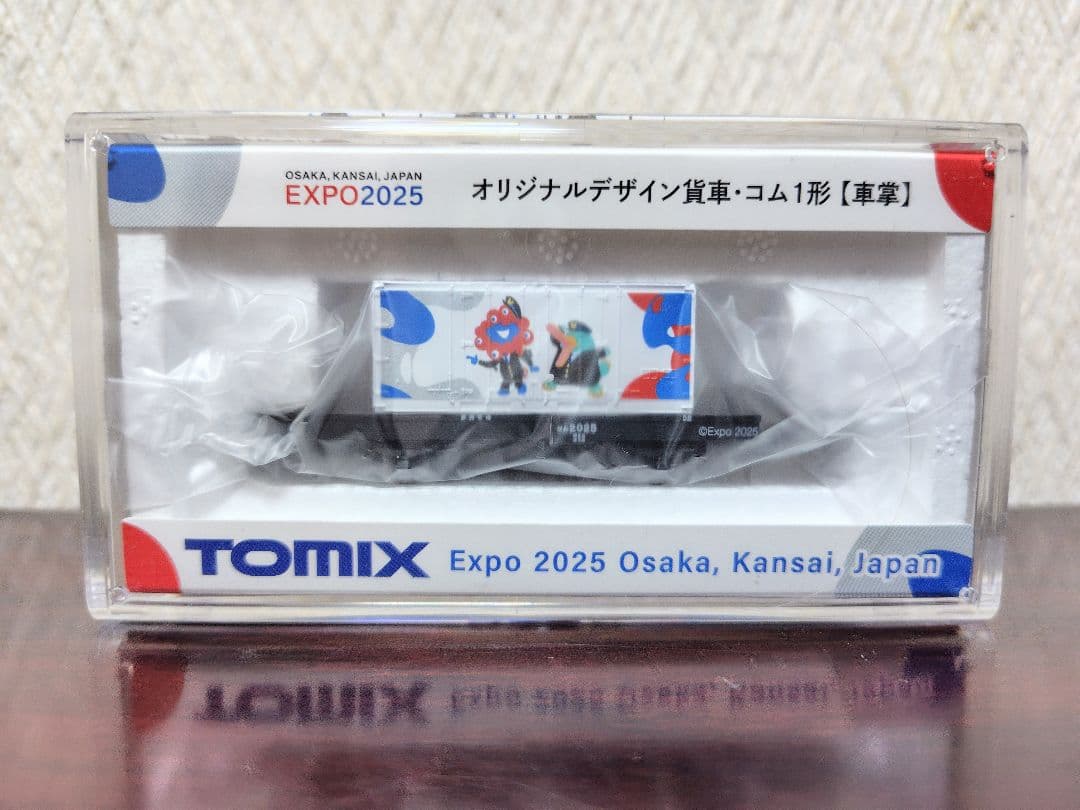 OSAKA, KANSAI, JAPAN
EXPO2025
オリジナルデザイン貨車・コム1形【車掌】
2025
©Expo 2025
TOMIX
Expo 2025 Osaka, Kansai, Japan